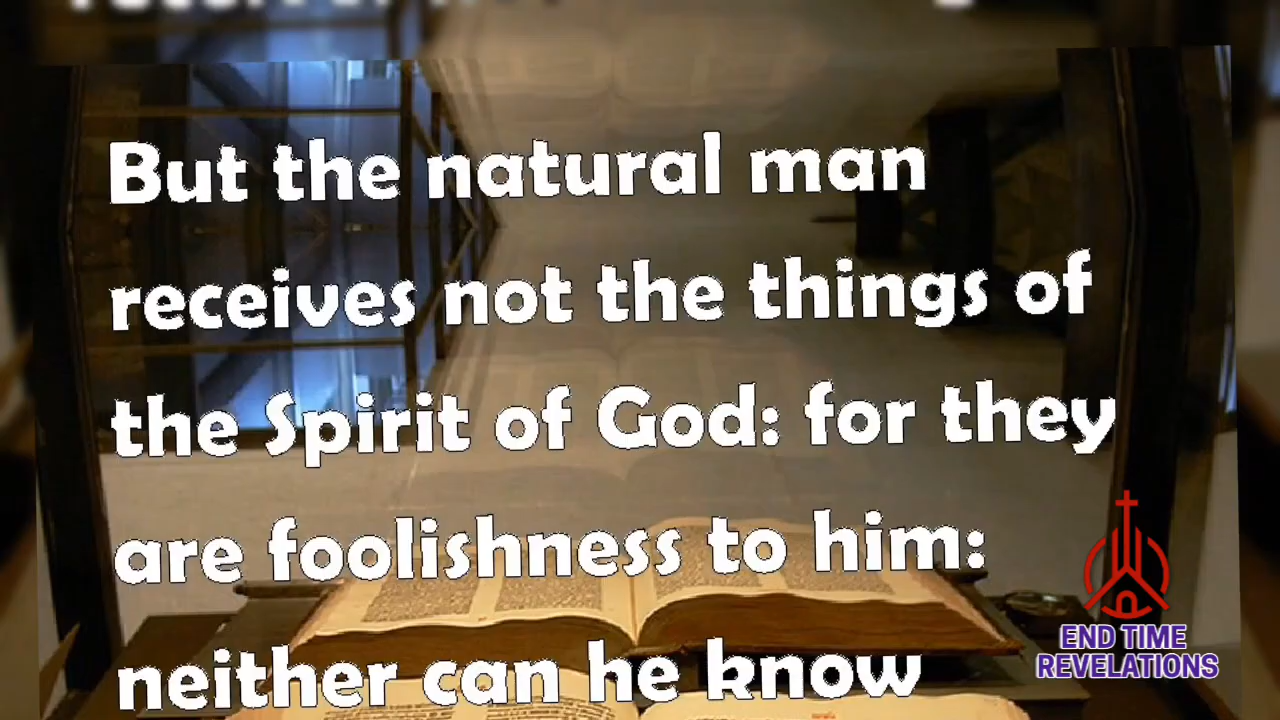 But the natural man
receives not the things of
the Spirit of God: for they
are foolishness to him:
neither can he know
END TIME
REVELATIONS